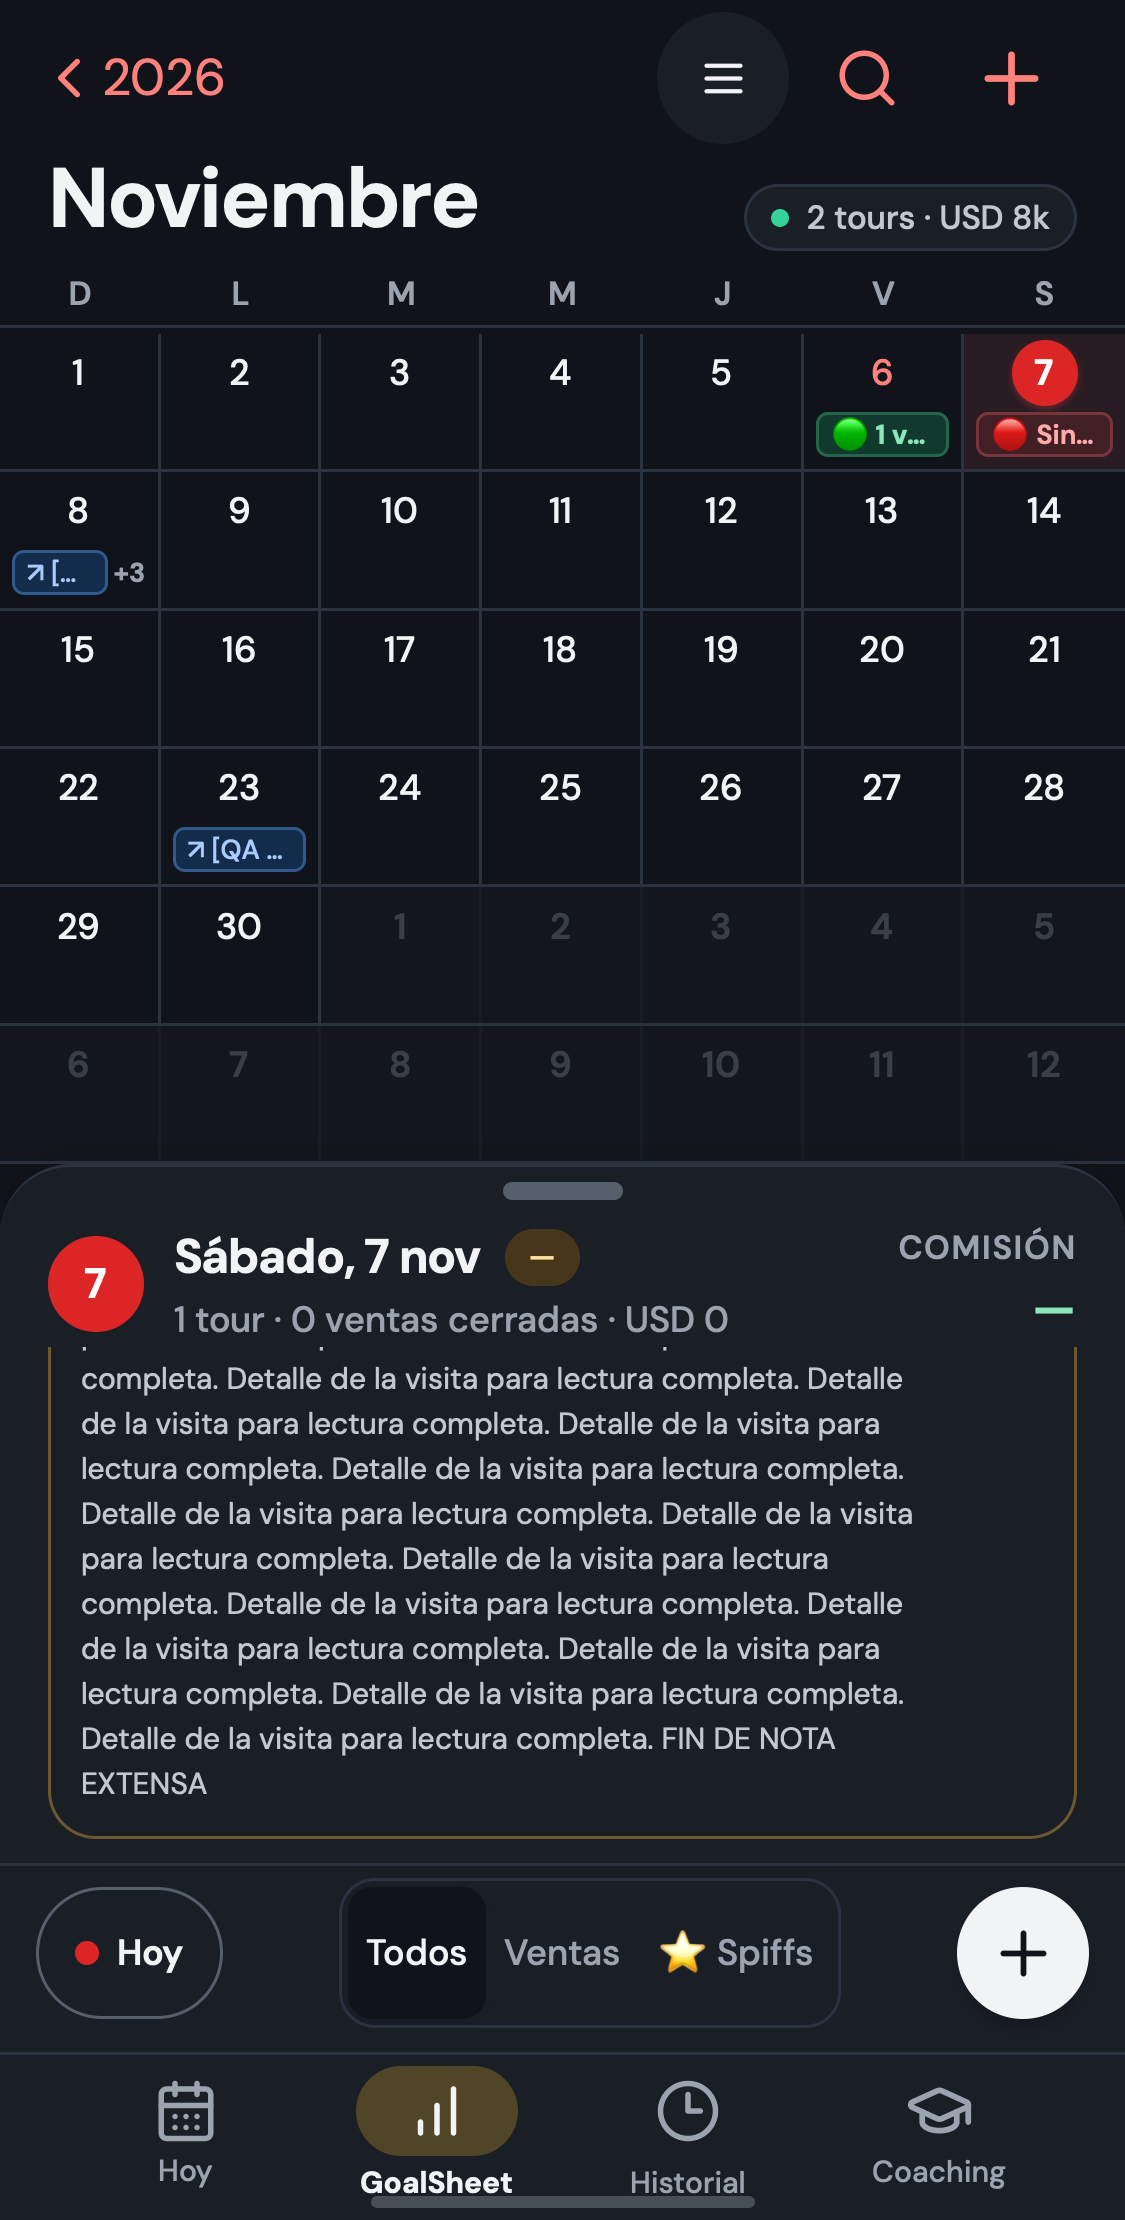 2026
Noviembre
2 tours · USD 8k
D L M M J V S
1 2 3 4 5 6 7
1 v... Sin...
8 9 10 11 12 13 14
[... +3
15 16 17 18 19 20 21
22 23 24 25 26 27 28
[QA ...
29 30 1 2 3 4 5
6 7 8 9 10 11 12
7 Sábado, 7 nov — COMISIÓN
1 tour · 0 ventas cerradas · USD 0 —
completa. Detalle de la visita para lectura completa. Detalle
de la visita para lectura completa. Detalle de la visita para
lectura completa. Detalle de la visita para lectura completa.
Detalle de la visita para lectura completa. Detalle de la visita
para lectura completa. Detalle de la visita para lectura
completa. Detalle de la visita para lectura completa. Detalle
de la visita para lectura completa. Detalle de la visita para
lectura completa. Detalle de la visita para lectura completa.
Detalle de la visita para lectura completa. FIN DE NOTA
EXTENSA
Hoy Todos Ventas ⭐ Spiffs
Hoy GoalSheet Historial Coaching